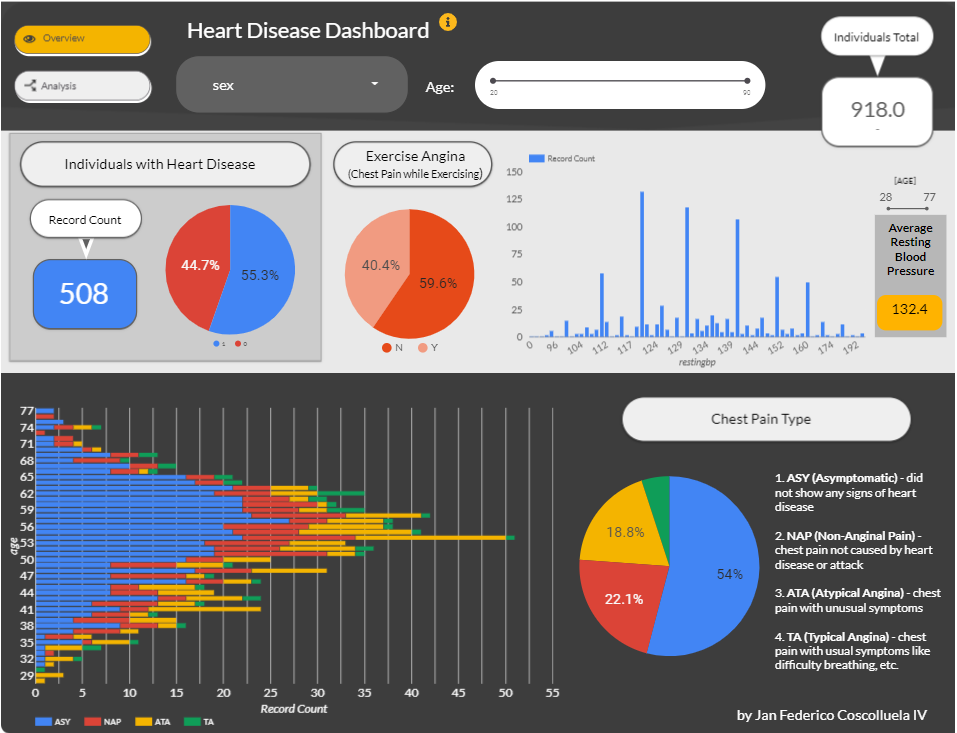 Overview
Analysis
Heart Disease Dashboard
i
sex
Age:
20
90
Individuals Total
918.0
-
Individuals with Heart Disease
Record Count
508
44.7%
55.3%
1
0
Exercise Angina
(Chest Pain while Exercising)
40.4%
59.6%
N
Y
Record Count
150
125
100
75
50
25
0
0 96 104 112 117 124 129 134 139 144 152 160 174 192
restingbp
[AGE]
28 77
Average
Resting
Blood
Pressure
132.4
77
74
71
68
65
62
59
56
53
50
47
44
41
38
35
32
29
age
0 5 10 15 20 25 30 35 40 45 50 55
Record Count
ASY NAP ATA TA
Chest Pain Type
18.8%
22.1%
54%
1. ASY (Asymptomatic) - did
not show any signs of heart
disease
2. NAP (Non-Anginal Pain) -
chest pain not caused by heart
disease or attack
3. ATA (Atypical Angina) - chest
pain with unusual symptoms
4. TA (Typical Angina) - chest
pain with usual symptoms like
difficulty breathing, etc.
by Jan Federico Coscolluela IV